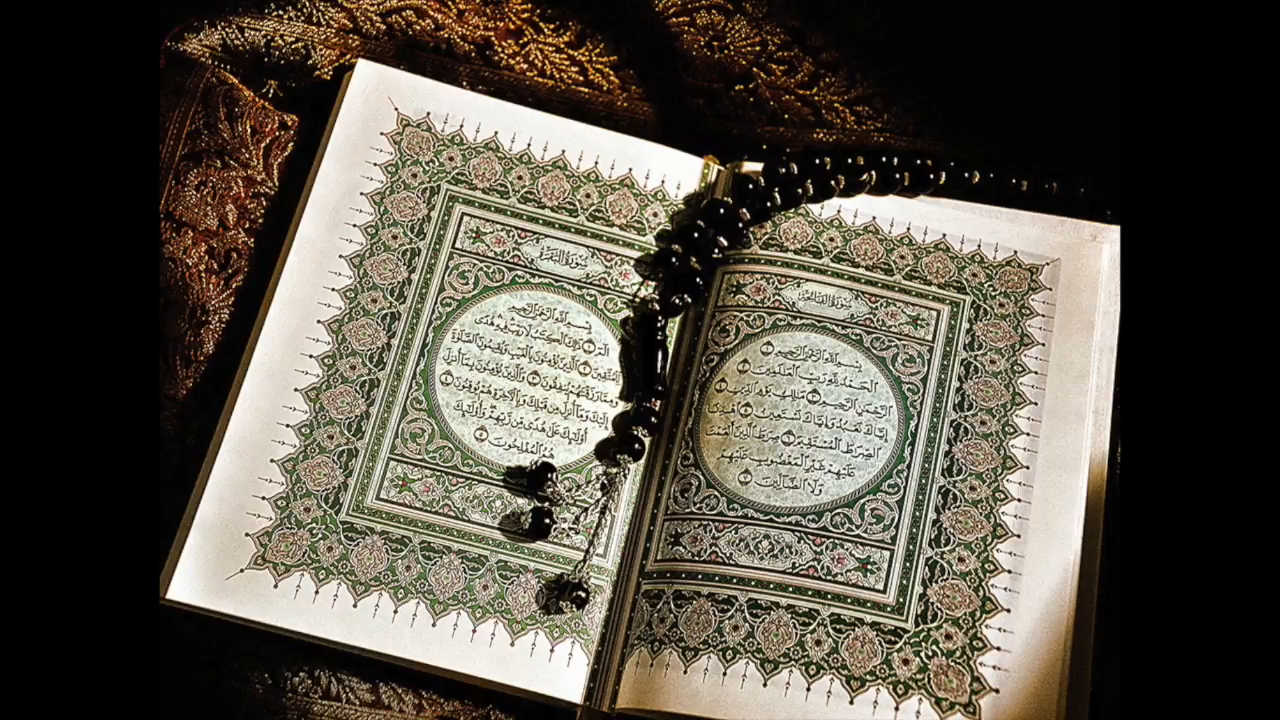 سورة الفاتحة
بسم الله الرحمن الرحيم ١
الحمد لله رب العلمين ٢
الرحمن الرحيم ٣ ملك يوم الدين ٤
إياك نعبد وإياك نستعين ٥ اهدنا
الصرط المستقيم ٦ صرط الذين أنعمت
عليهم غير المغضوب عليهم
ولا الضالين ٧
سورة البقرة
بسم الله الرحمن الرحيم
الم ١ ذلك الكتب لا ريب فيه هدى
للمتقين ٢ الذين يؤمنون بالغيب ويقيمون الصلوة
ومما رزقنهم ينفقون ٣ والذين يؤمنون بما أنزل
إليك وما أنزل من قبلك وبالآخرة هم يوقنون ٤
أولئك على هدى من ربهم وأولئك
هم المفلحون ٥